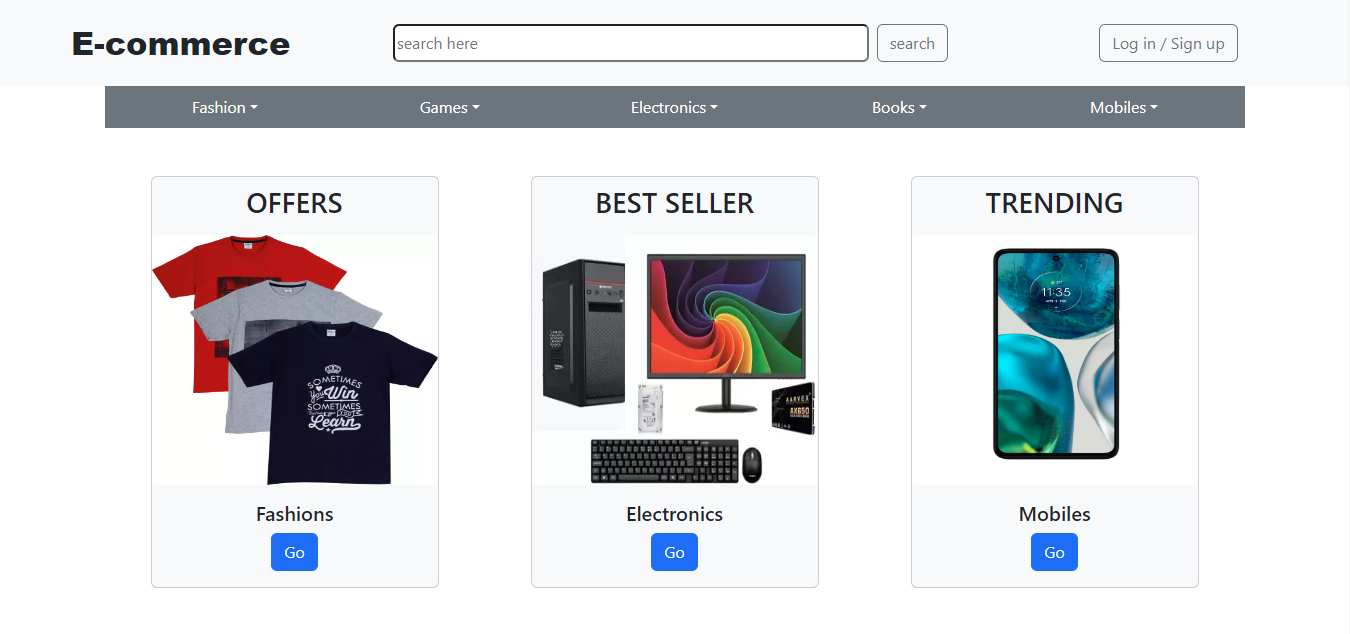 E-commerce
search here
search
Log in / Sign up
Fashion
Games
Electronics
Books
Mobiles
OFFERS
BEST SELLER
TRENDING
SOMETIMES
You Win
SOMETIMES
You
Learn
AARVEX
AX650
11:35
Fashions
Electronics
Mobiles
Go
Go
Go